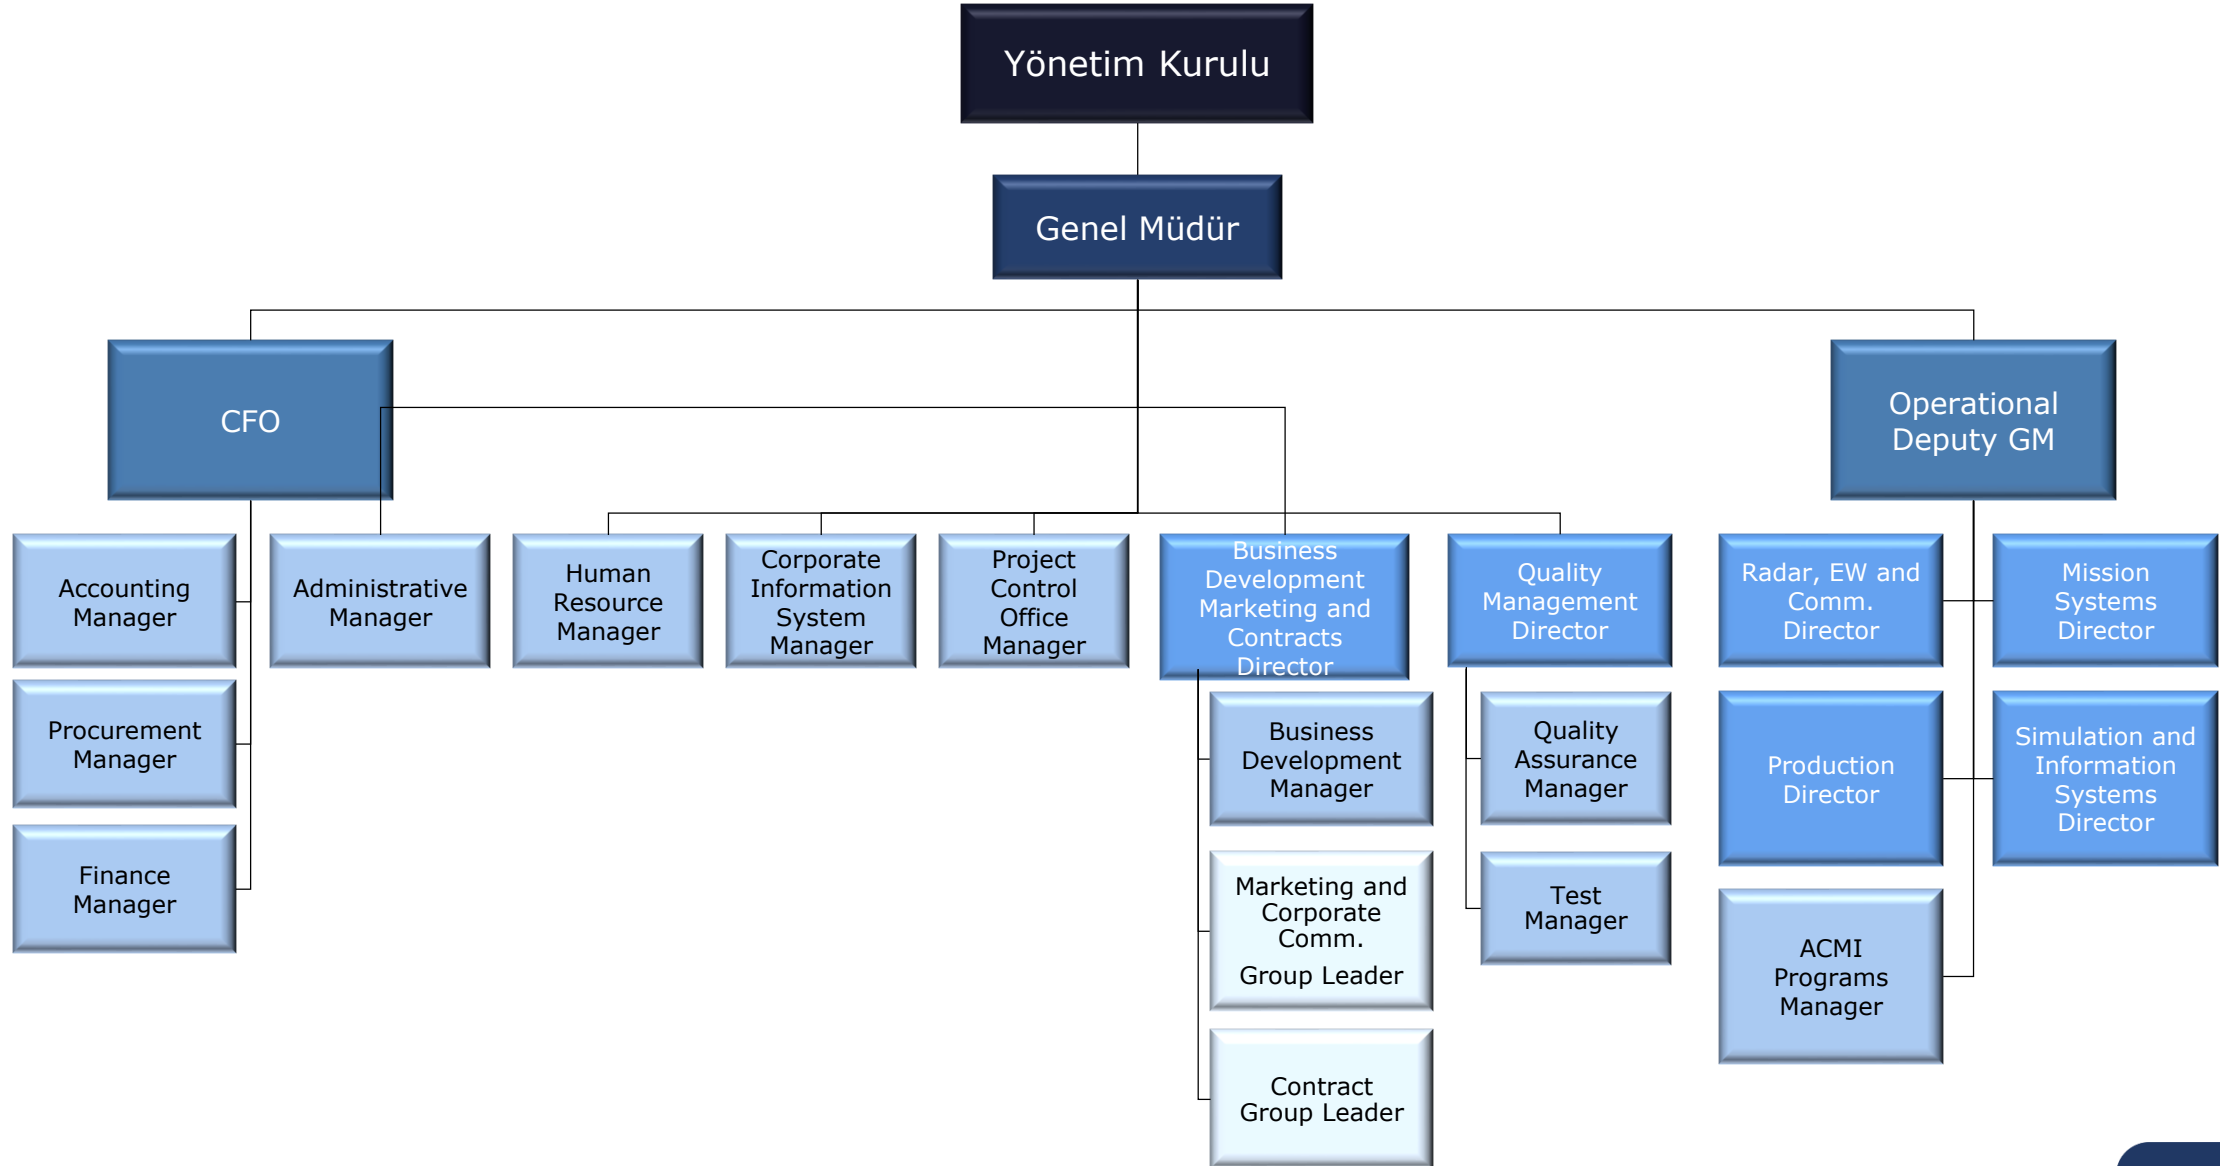 Yönetim Kurulu
Genel Müdür
CFO
Operational
Deputy GM
Accounting
Manager
Administrative
Manager
Human
Resource
Manager
Corporate
Information
System
Manager
Project
Control
Office
Manager
Business
Development
Marketing and
Contracts
Director
Quality
Management
Director
Radar, EW and
Comm.
Director
Mission
Systems
Director
Procurement
Manager
Business
Development
Manager
Quality
Assurance
Manager
Production
Director
Simulation and
Information
Systems
Director
Finance
Manager
Marketing and
Corporate
Comm.
Group Leader
Test
Manager
ACMI
Programs
Manager
Contract
Group Leader